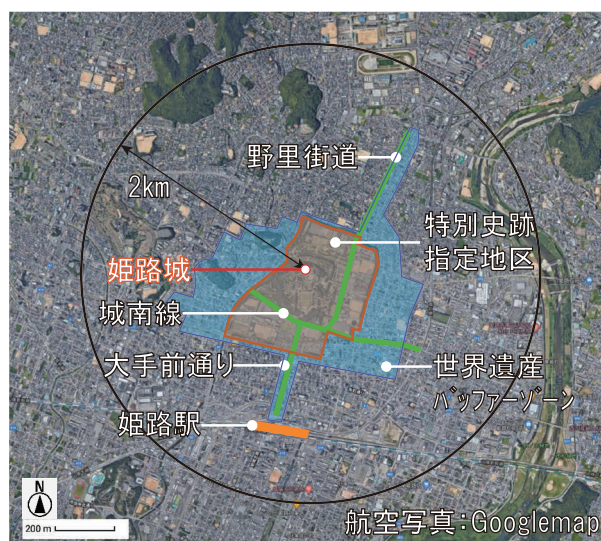 野里街道
2km
特別史跡
指定地区
姫路城
城南線
大手前通り
世界遺産
バッファーゾーン
姫路駅
N
200 m
航空写真：Googlemap